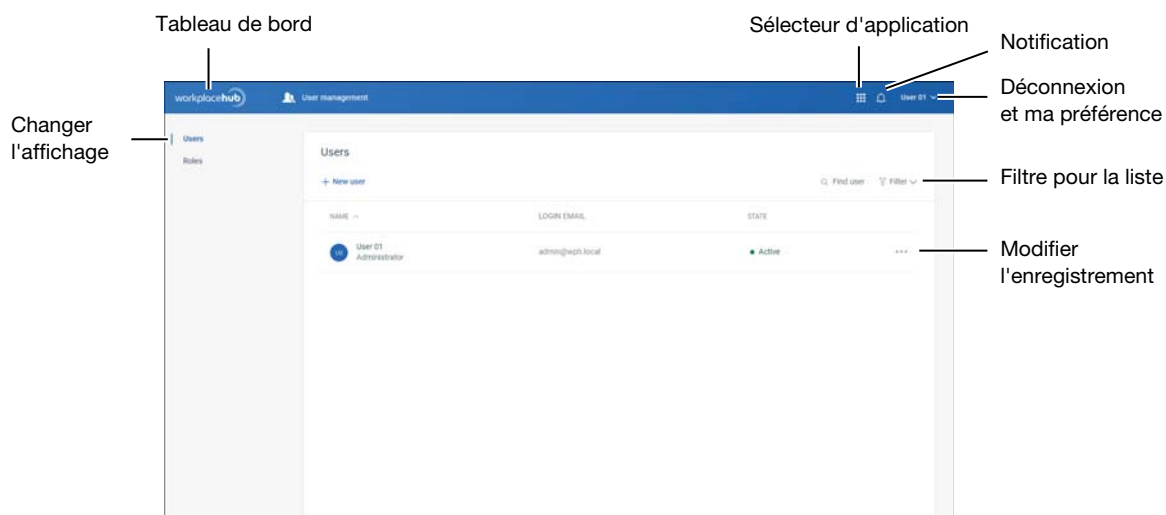 Tableau de bord
Sélecteur d'application
Notification
Déconnexion
et ma préférence
Changer
l'affichage
Filtre pour la liste
Modifier
l'enregistrement
workplacehub
User management
User 01
Users
Roles
Users
+ New user
Find user
Filter
NAME
LOGIN EMAIL
STATE
User 01
Administrator
admin@wph.local
Active